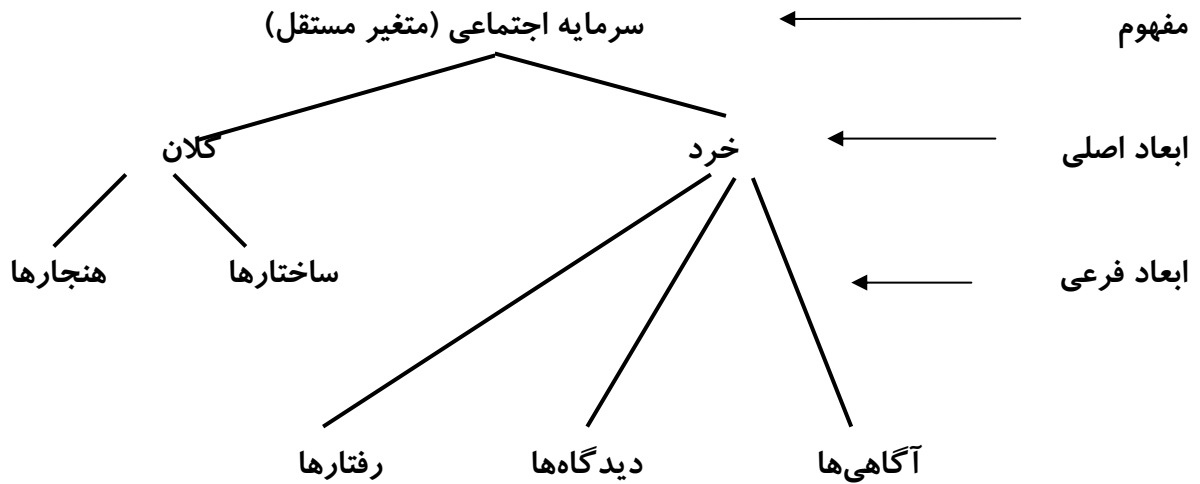 مفهوم
سرمایه اجتماعی (متغیر مستقل)
ابعاد اصلی
خرد
کلان
ابعاد فرعی
ساختارها
هنجارها
آگاهی‌ها
دیدگاه‌ها
رفتارها